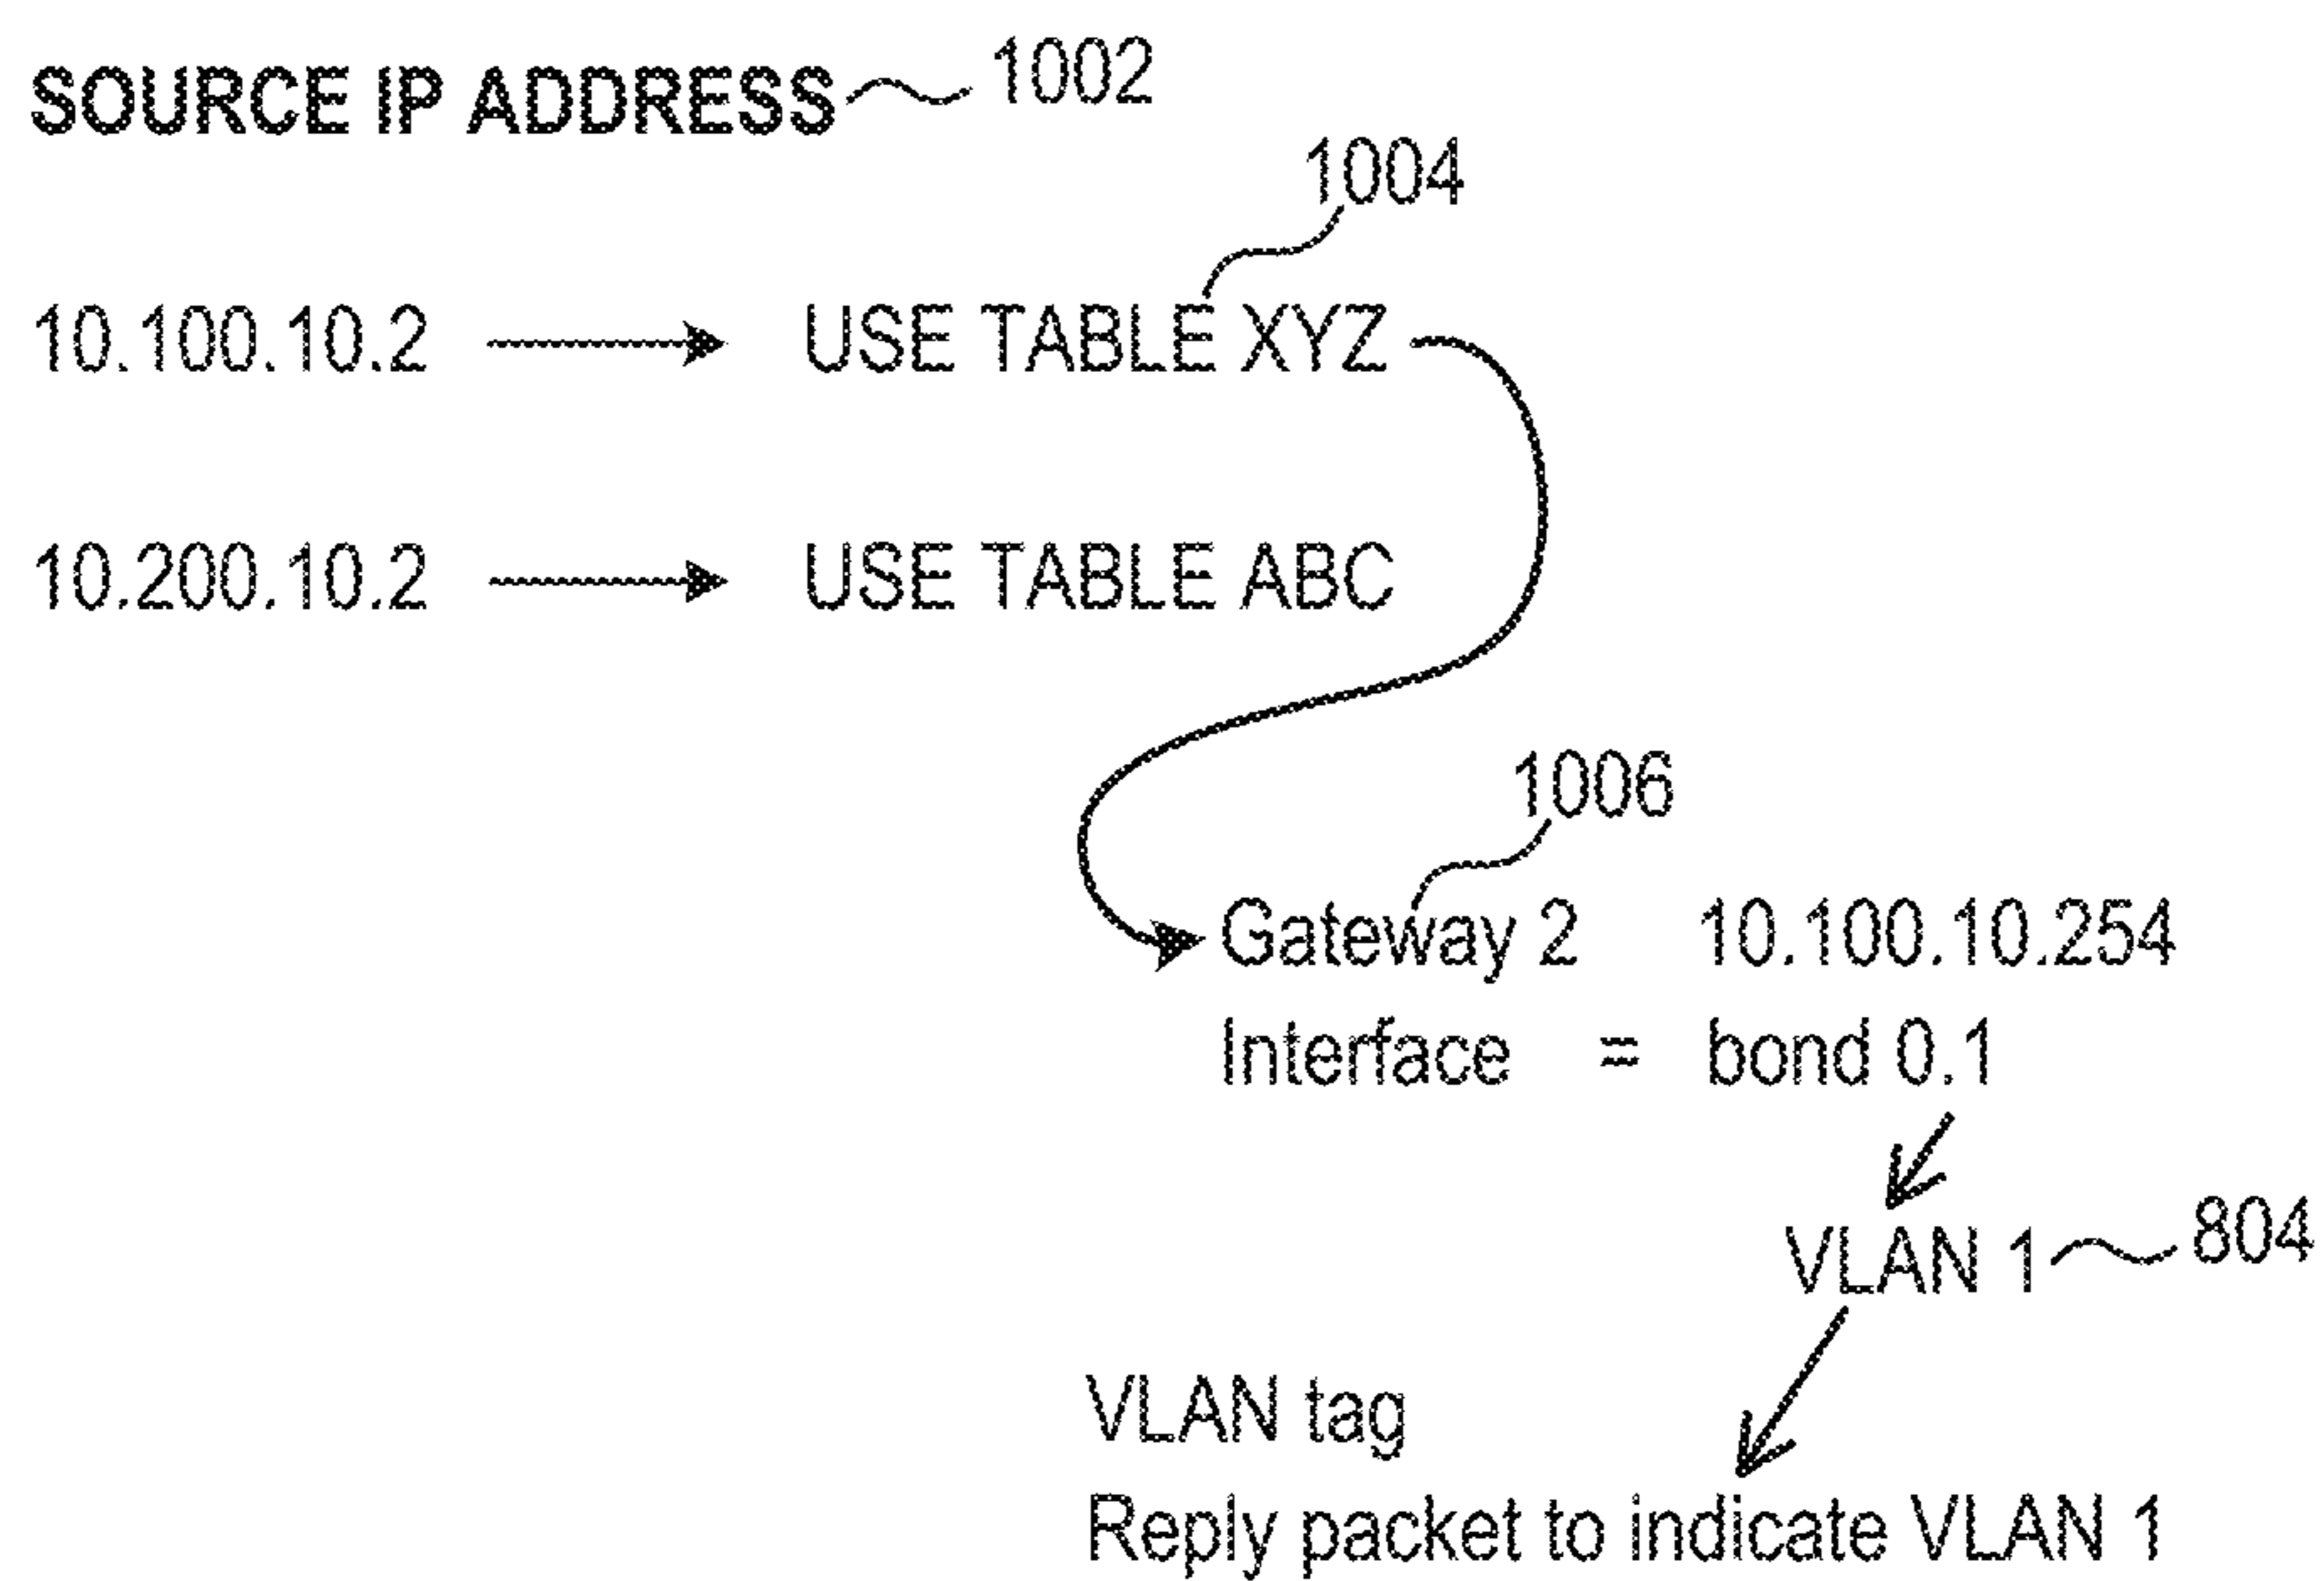 SOURCE IP ADDRESS 1002
1004
10.100.10.2 USE TABLE XYZ
10.200.10.2 USE TABLE ABC
1006
Gateway 2 10.100.10.254
Interface = bond 0.1
VLAN 1 804
VLAN tag
Reply packet to indicate VLAN 1